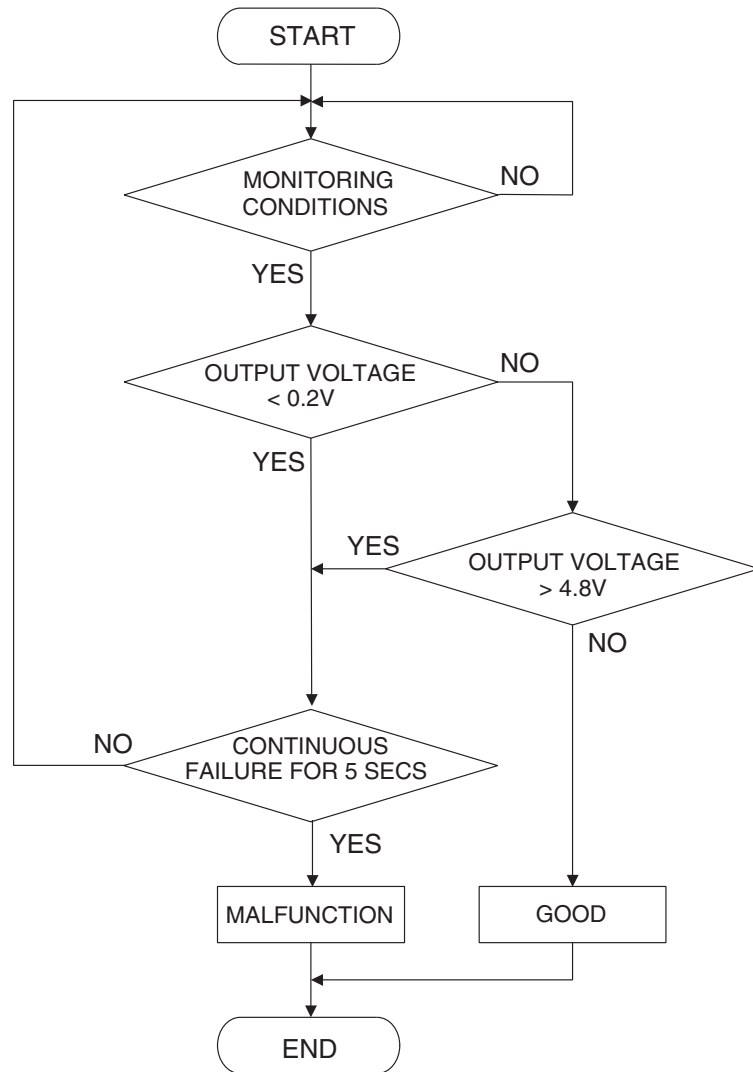 START
MONITORING
CONDITIONS
NO
YES
OUTPUT VOLTAGE
< 0.2V
NO
YES
OUTPUT VOLTAGE
> 4.8V
YES
NO
CONTINUOUS
FAILURE FOR 5 SECS
NO
YES
MALFUNCTION
GOOD
END